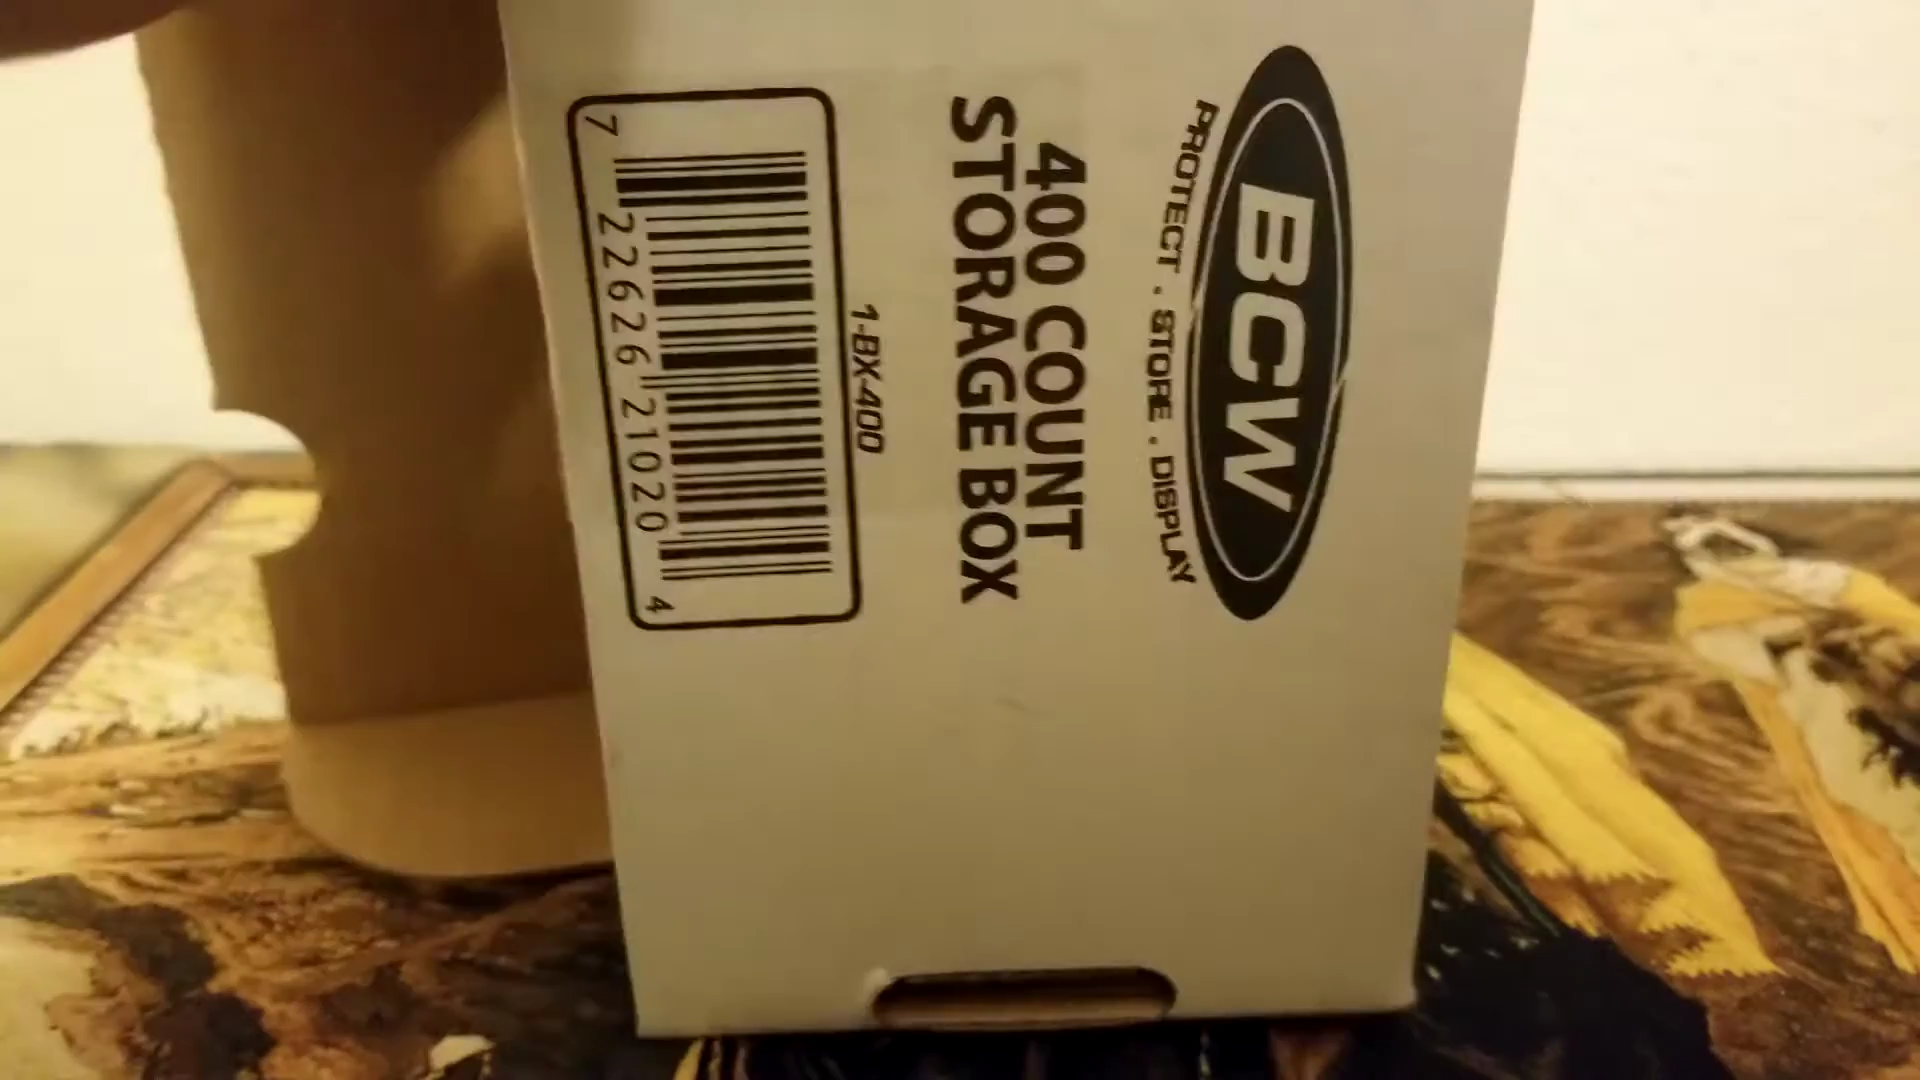 BCW
PROTECT . STORE . DISPLAY
400 COUNT
STORAGE BOX
1-BX-400
7 22626 21020 4